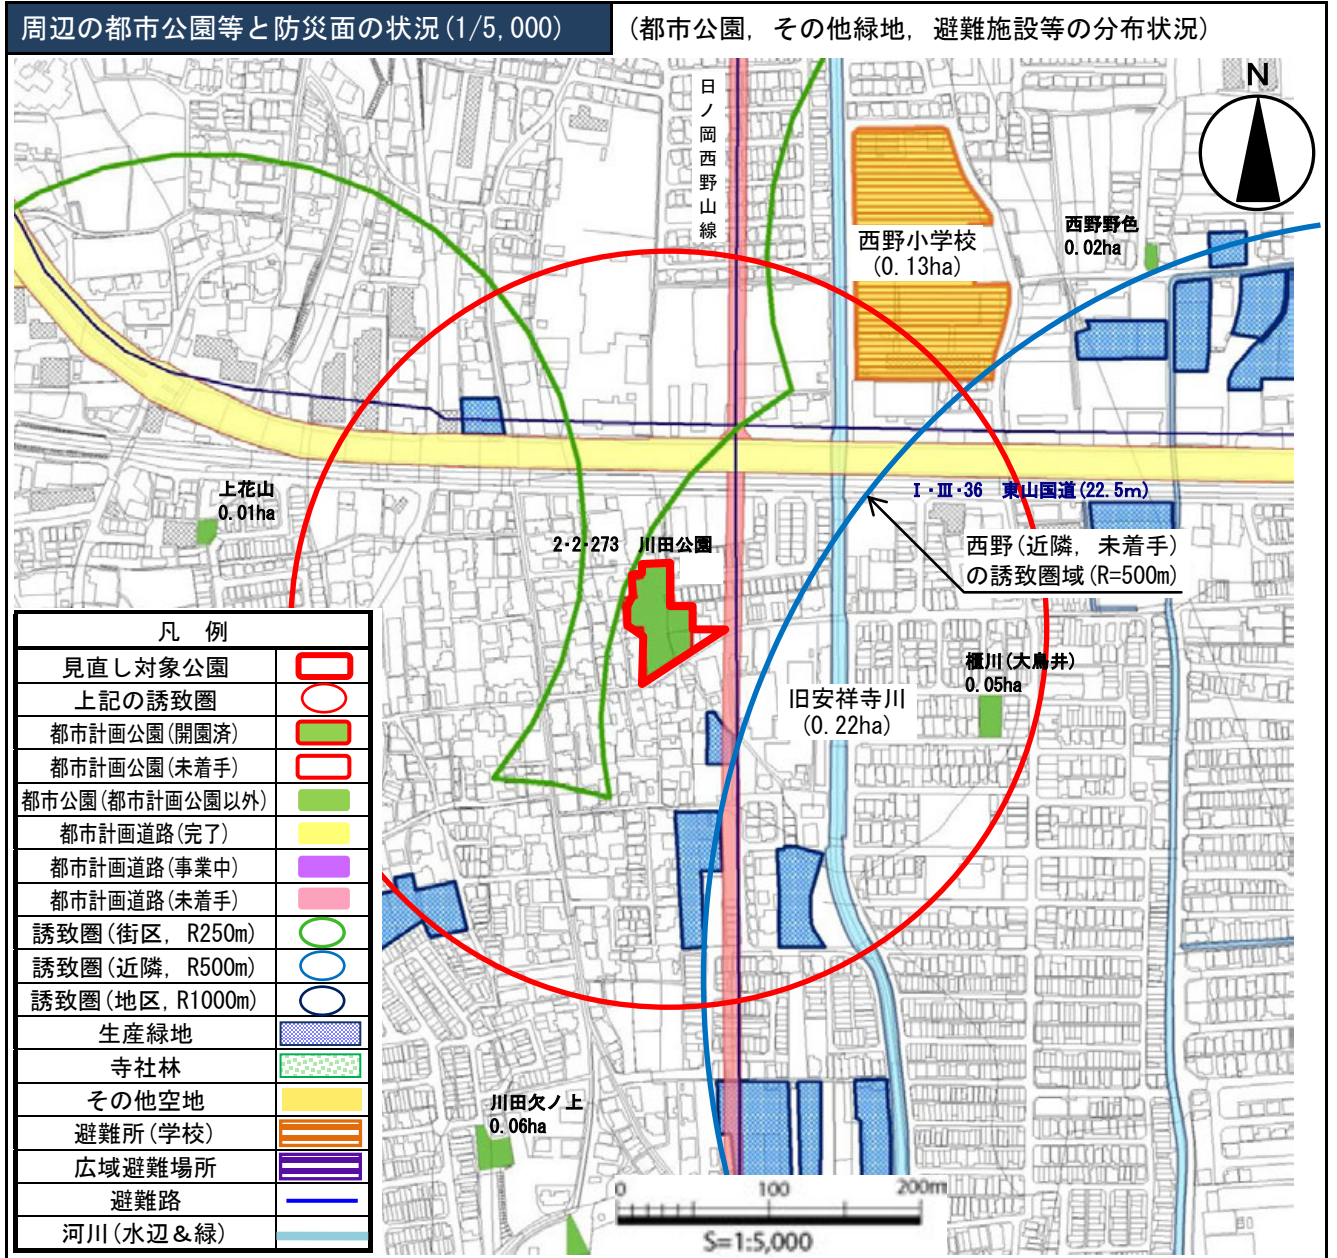 周辺の都市公園等と防災面の状況(1/5,000)
(都市公園, その他緑地, 避難施設等の分布状況)
N
日ノ岡西野山線
西野小学校
(0.13ha)
西野野色
0.02ha
上花山
0.01ha
I・Ⅲ・36 東山国道(22.5m)
2・2・273 川田公園
西野(近隣, 未着手)
の誘致圏域(R=500m)
櫃川(大鳥井)
0.05ha
旧安祥寺川
(0.22ha)
凡 例
見直し対象公園
上記の誘致圏
都市計画公園(開園済)
都市計画公園(未着手)
都市公園(都市計画公園以外)
都市計画道路(完了)
都市計画道路(事業中)
都市計画道路(未着手)
誘致圏(街区, R250m)
誘致圏(近隣, R500m)
誘致圏(地区, R1000m)
生産緑地
寺社林
その他空地
避難所(学校)
広域避難場所
避難路
河川(水辺&緑)
川田欠ノ上
0.06ha
0 100 200m
S=1:5,000